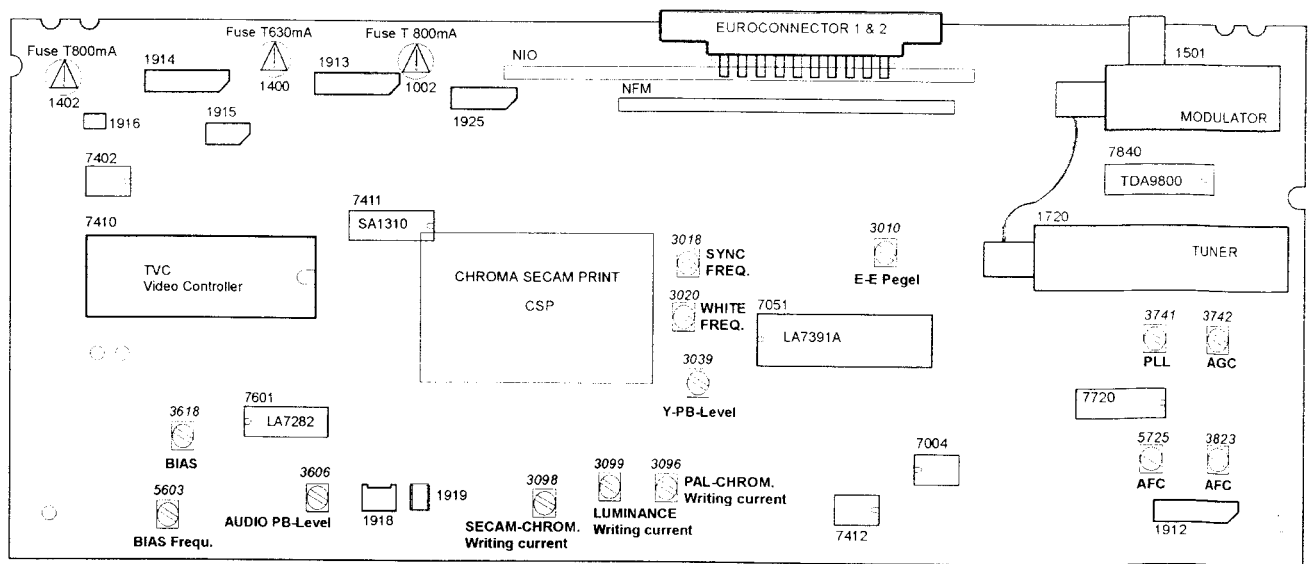 EUROCONNECTOR 1 & 2
Fuse T800mA
1402
1914
Fuse T630mA
1400
1913
Fuse T 800mA
1002
NIO
NFM
1501
MODULATOR
1916
1915
1925
7402
7840
TDA9800
7410
TVC
Video Controller
7411
SA1310
CHROMA SECAM PRINT
CSP
3018
SYNC
FREQ.
3010
E-E Pegel
1720
TUNER
3020
WHITE
FREQ.
7051
LA7391A
3741
PLL
3742
AGC
3039
Y-PB-Level
7720
3618
BIAS
7601
LA7282
7004
5725
AFC
3823
AFC
5603
BIAS Frequ.
3606
AUDIO PB-Level
1918
1919
3098
SECAM-CHROM.
Writing current
3099
LUMINANCE
Writing current
3096
PAL-CHROM.
Writing current
7412
1912